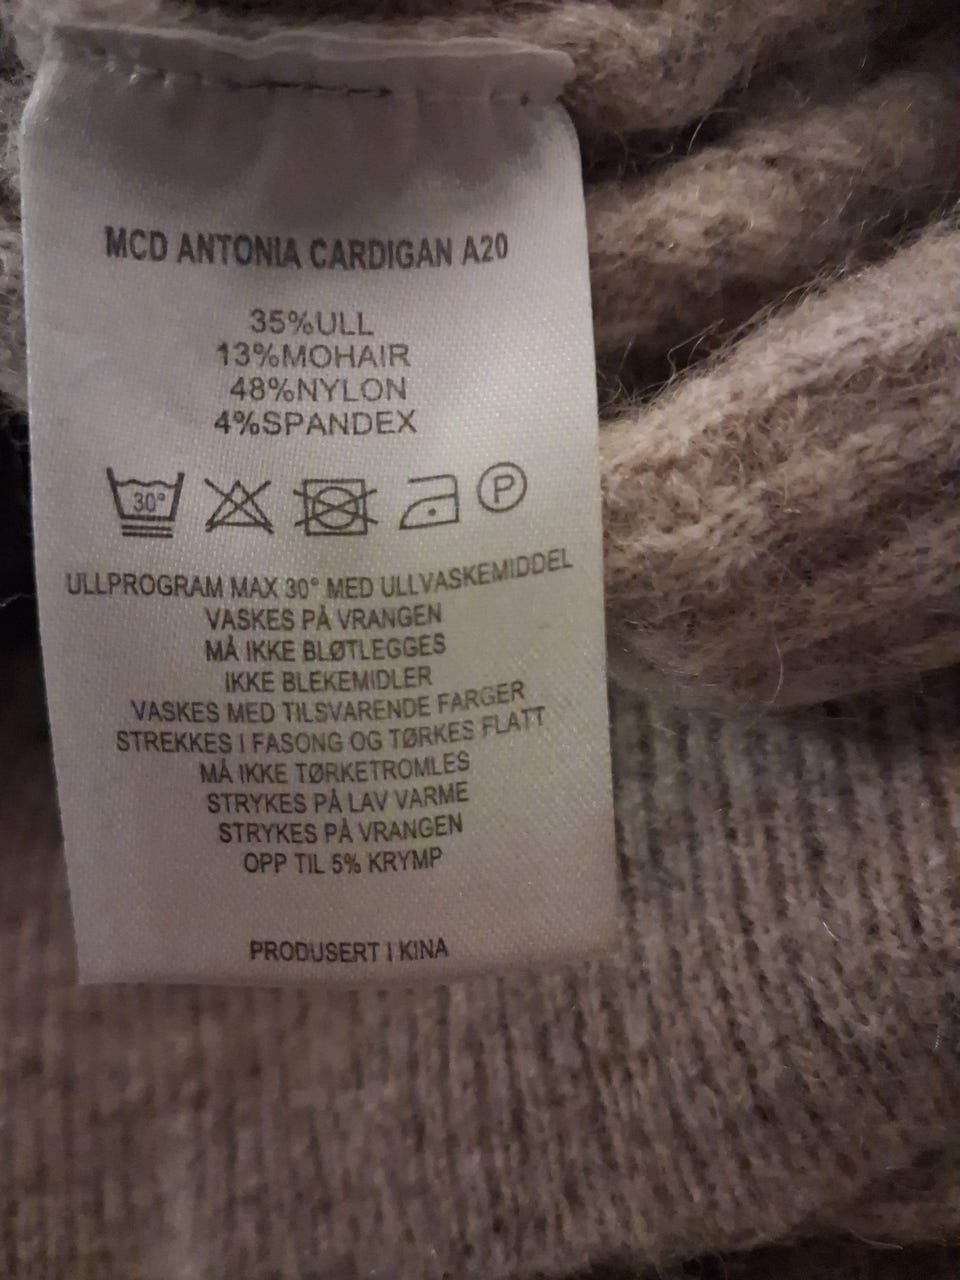 MCD ANTONIA CARDIGAN A20
35%ULL
13%MOHAIR
48%NYLON
4%SPANDEX
30° P
ULLPROGRAM MAX 30° MED ULLVASKEMIDDEL
VASKES PÅ VRANGEN
MÅ IKKE BLØTLEGGES
IKKE BLEKEMIDLER
VASKES MED TILSVARENDE FARGER
STREKKES I FASONG OG TØRKES FLATT
MÅ IKKE TØRKETROMLES
STRYKES PÅ LAV VARME
STRYKES PÅ VRANGEN
OPP TIL 5% KRYMP
PRODUSERT I KINA